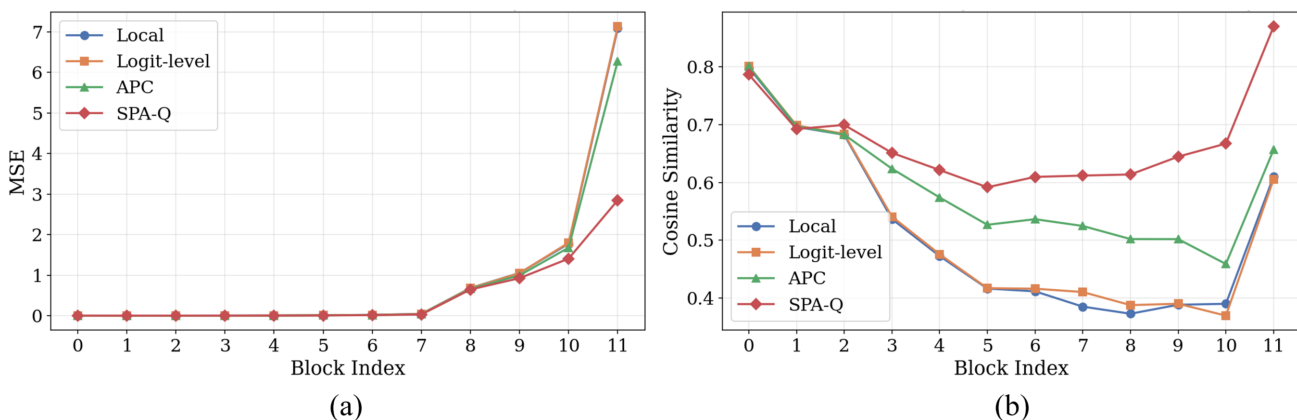 7
6
5
4
3
2
1
0
MSE
Local
Logit-level
APC
SPA-Q
0 1 2 3 4 5 6 7 8 9 10 11
Block Index
(a)
0.8
0.7
0.6
0.5
0.4
Cosine Similarity
Local
Logit-level
APC
SPA-Q
0 1 2 3 4 5 6 7 8 9 10 11
Block Index
(b)